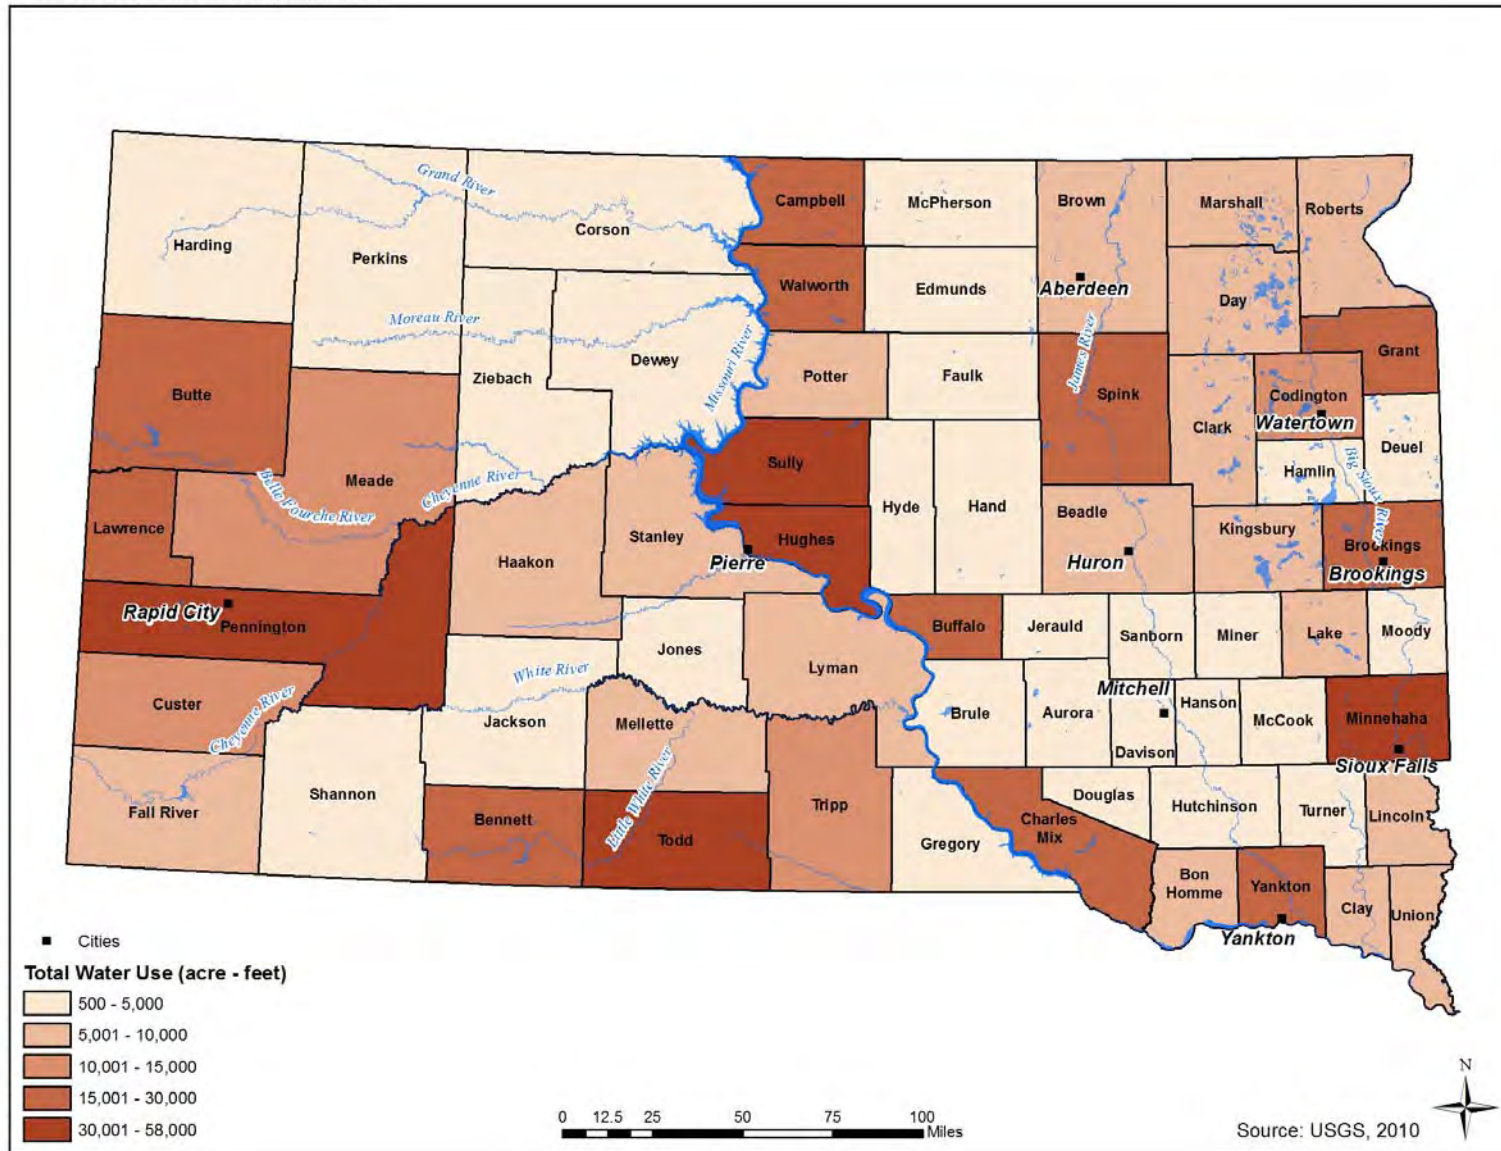 Grand River
Campbell
McPherson
Brown
Marshall
Roberts
Harding
Corson
Perkins
Walworth
Edmunds
Aberdeen
Day
Moreau River
Dewey
Missouri River
James River
Grant
Ziebach
Potter
Faulk
Butte
Spink
Codington
Watertown
Clark
Deuel
Meade
Cheyenne River
Belle Fourche River
Sully
Hamlin
Big Sioux River
Hyde
Hand
Beadle
Kingsbury
Lawrence
Stanley
Hughes
Brookings
Haakon
Pierre
Huron
Brookings
Rapid City
Pennington
Buffalo
Jerauld
Sanborn
Miner
Lake
Moody
Jones
Lyman
White River
Mitchell
Custer
Cheyenne River
Jackson
Mellette
Brule
Aurora
Hanson
McCook
Minnehaha
Davison
Sioux Falls
Shannon
Fall River
Little White River
Tripp
Douglas
Hutchinson
Turner
Lincoln
Bennett
Todd
Gregory
Charles
Mix
Bon
Homme
Yankton
Clay
Union
Yankton
Cities
Total Water Use (acre - feet)
500 - 5,000
5,001 - 10,000
10,001 - 15,000
15,001 - 30,000
30,001 - 58,000
0 12.5 25 50 75 100
Miles
N
Source: USGS, 2010